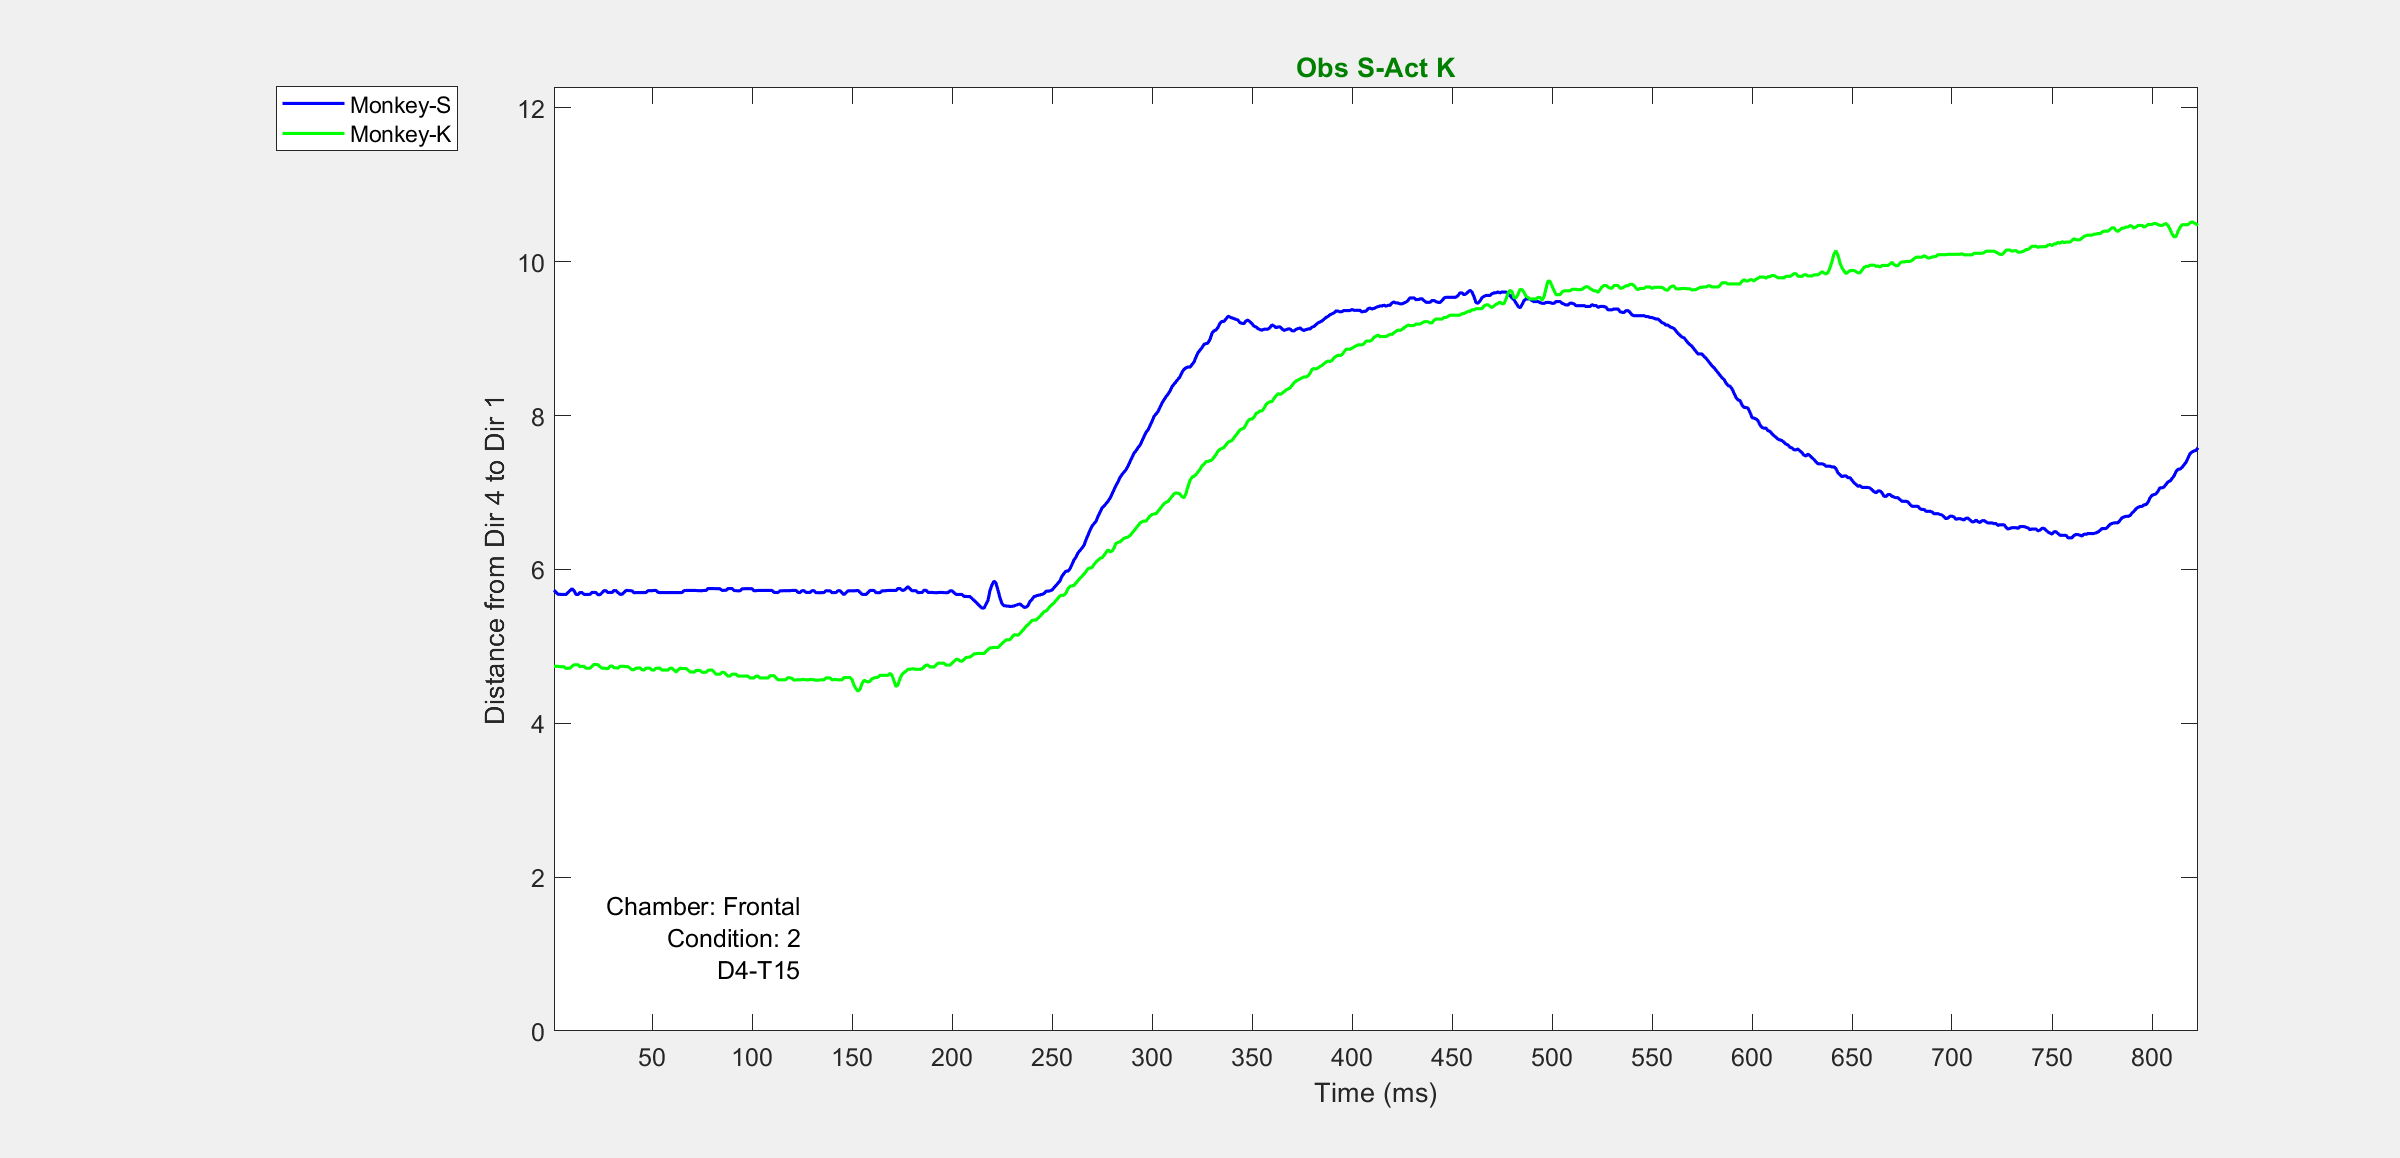 Obs S-Act K
Monkey-S
Monkey-K
12
10
8
6
4
2
0
Distance from Dir 4 to Dir 1
Chamber: Frontal
Condition: 2
D4-T15
50 100 150 200 250 300 350 400 450 500 550 600 650 700 750 800
Time (ms)